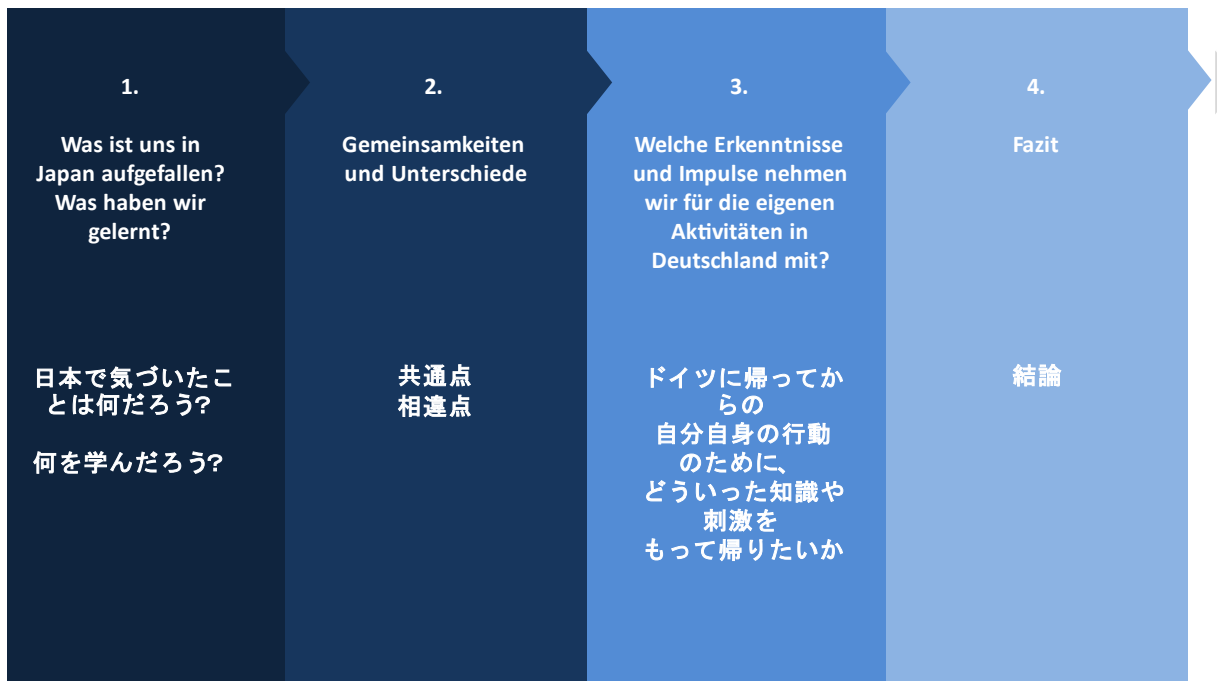 1.
Was ist uns in
Japan aufgefallen?
Was haben wir
gelernt?
日本で気づいたこ
とは何だろう?
何を学んだろう?
2.
Gemeinsamkeiten
und Unterschiede
共通点
相違点
3.
Welche Erkenntnisse
und Impulse nehmen
wir für die eigenen
Aktivitäten in
Deutschland mit?
ドイツに帰ってか
らの
自分自身の行動
のために、
どういった知識や
刺激を
もって帰りたいか
4.
Fazit
結論